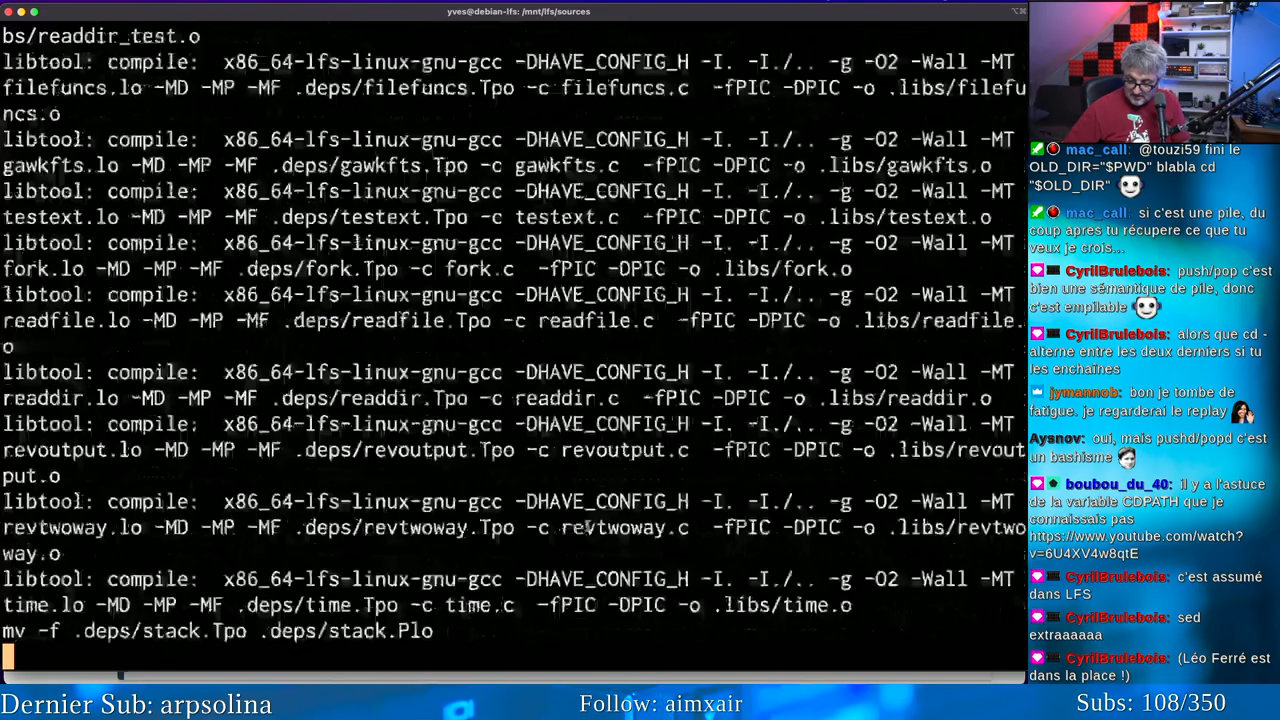 yves@debian-lfs: /mnt/lfs/sources
bs/readdir_test.o
libtool: compile:  x86_64-lfs-linux-gnu-gcc -DHAVE_CONFIG_H -I. -I./.. -g -O2 -Wall -MT
filefuncs.lo -MD -MP -MF .deps/filefuncs.Tpo -c filefuncs.c  -fPIC -DPIC -o .libs/filefu
ncs.o
libtool: compile:  x86_64-lfs-linux-gnu-gcc -DHAVE_CONFIG_H -I. -I./.. -g -O2 -Wall -MT
gawkfts.lo -MD -MP -MF .deps/gawkfts.Tpo -c gawkfts.c  -fPIC -DPIC -o .libs/gawkfts.o
libtool: compile:  x86_64-lfs-linux-gnu-gcc -DHAVE_CONFIG_H -I. -I./.. -g -O2 -Wall -MT
testext.lo -MD -MP -MF .deps/testext.Tpo -c testext.c  -fPIC -DPIC -o .libs/testext.o
libtool: compile:  x86_64-lfs-linux-gnu-gcc -DHAVE_CONFIG_H -I. -I./.. -g -O2 -Wall -MT
fork.lo -MD -MP -MF .deps/fork.Tpo -c fork.c  -fPIC -DPIC -o .libs/fork.o
libtool: compile:  x86_64-lfs-linux-gnu-gcc -DHAVE_CONFIG_H -I. -I./.. -g -O2 -Wall -MT
readfile.lo -MD -MP -MF .deps/readfile.Tpo -c readfile.c  -fPIC -DPIC -o .libs/readfile.
o
libtool: compile:  x86_64-lfs-linux-gnu-gcc -DHAVE_CONFIG_H -I. -I./.. -g -O2 -Wall -MT
readdir.lo -MD -MP -MF .deps/readdir.Tpo -c readdir.c  -fPIC -DPIC -o .libs/readdir.o
libtool: compile:  x86_64-lfs-linux-gnu-gcc -DHAVE_CONFIG_H -I. -I./.. -g -O2 -Wall -MT
revoutput.lo -MD -MP -MF .deps/revoutput.Tpo -c revoutput.c  -fPIC -DPIC -o .libs/revout
put.o
libtool: compile:  x86_64-lfs-linux-gnu-gcc -DHAVE_CONFIG_H -I. -I./.. -g -O2 -Wall -MT
revtwoway.lo -MD -MP -MF .deps/revtwoway.Tpo -c revtwoway.c  -fPIC -DPIC -o .libs/revtwo
way.o
libtool: compile:  x86_64-lfs-linux-gnu-gcc -DHAVE_CONFIG_H -I. -I./.. -g -O2 -Wall -MT
time.lo -MD -MP -MF .deps/time.Tpo -c time.c  -fPIC -DPIC -o .libs/time.o
mv -f .deps/stack.Tpo .deps/stack.Plo
mac_call: @touzi59 fini le
OLD_DIR="$PWD" blabla cd
"$OLD_DIR"
mac_call: si c'est une pile, du
coup apres tu récupere ce que tu
veux je crois...
CyrilBrulebois: push/pop c'est
bien une sémantique de pile, donc
c'est empilable
CyrilBrulebois: alors que cd -
alterne entre les deux derniers si tu
les enchaînes
jymannob: bon je tombe de
fatigue. je regarderai le replay
Aysnov: oui, mais pushd/popd c'est
un bashisme
boubou_du_40: il y a l'astuce
de la variable CDPATH que je
connaissais pas
https://www.youtube.com/watch?
v=6U4XV4w8qtE
CyrilBrulebois: c'est assumé
dans LFS
CyrilBrulebois: sed
extraaaaaa
CyrilBrulebois: (Léo Ferré est
dans la place !)
Dernier Sub: arpsolina
Follow: aimxair
Subs: 108/350